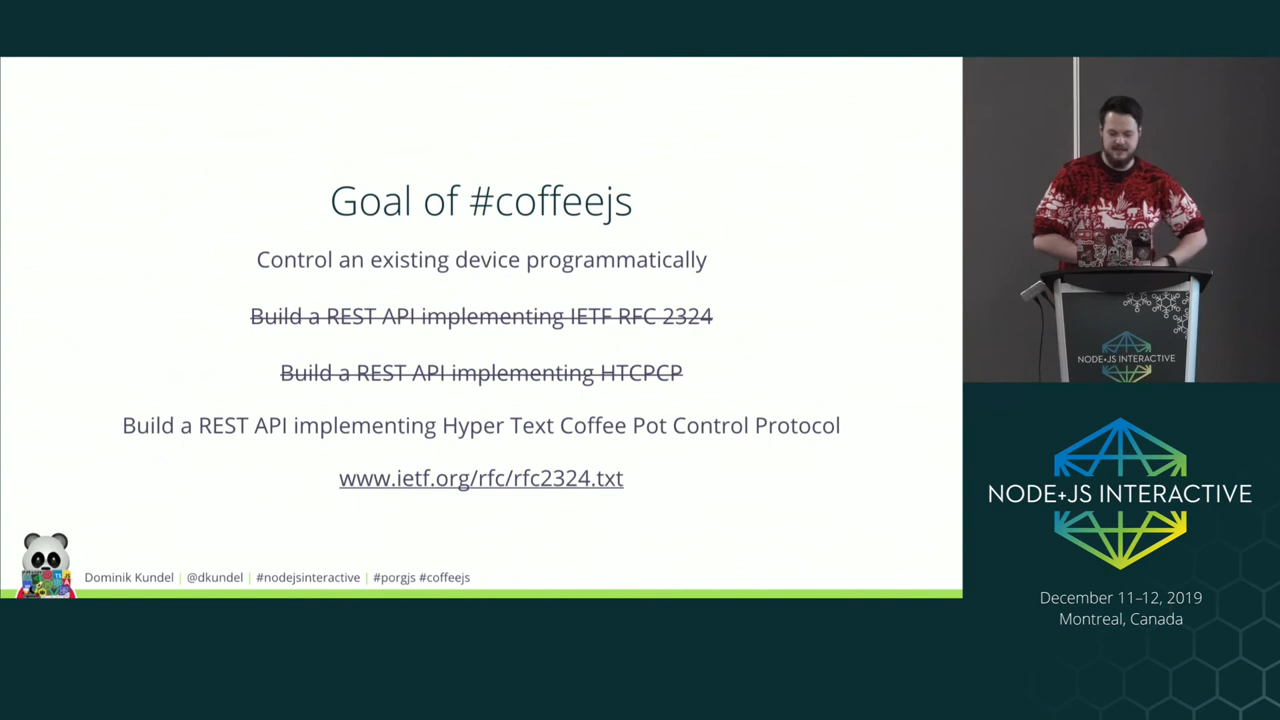 Goal of #coffeejs
Control an existing device programmatically
Build a REST API implementing IETF RFC 2324
Build a REST API implementing HTCPCP
Build a REST API implementing Hyper Text Coffee Pot Control Protocol
www.ietf.org/rfc/rfc2324.txt
Dominik Kundel | @dkundel | #nodejsinteractive | #porgjs #coffeejs
NODE+JS INTERACTIVE
NODE+JS INTERACTIVE
December 11–12, 2019
Montreal, Canada